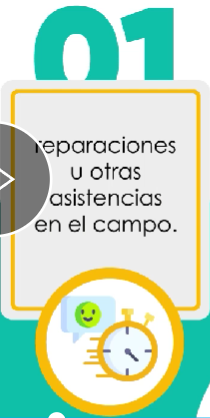 01
reparaciones
u otras
asistencias
en el campo.